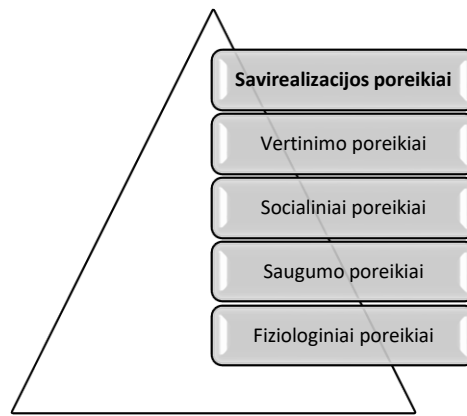 Savirealizacijos poreikiai
Vertinimo poreikiai
Socialiniai poreikiai
Saugumo poreikiai
Fiziologiniai poreikiai